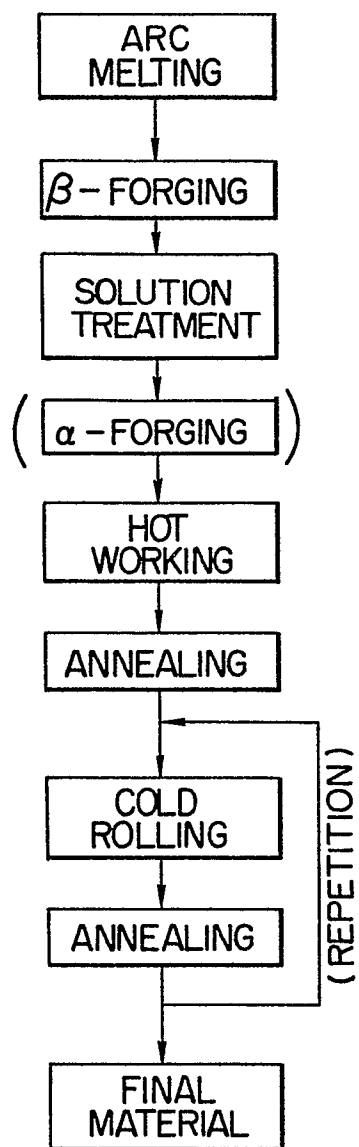 ARC
MELTING
β-FORGING
SOLUTION
TREATMENT
(α-FORGING)
HOT
WORKING
ANNEALING
COLD
ROLLING
ANNEALING
(REPETITION)
FINAL
MATERIAL